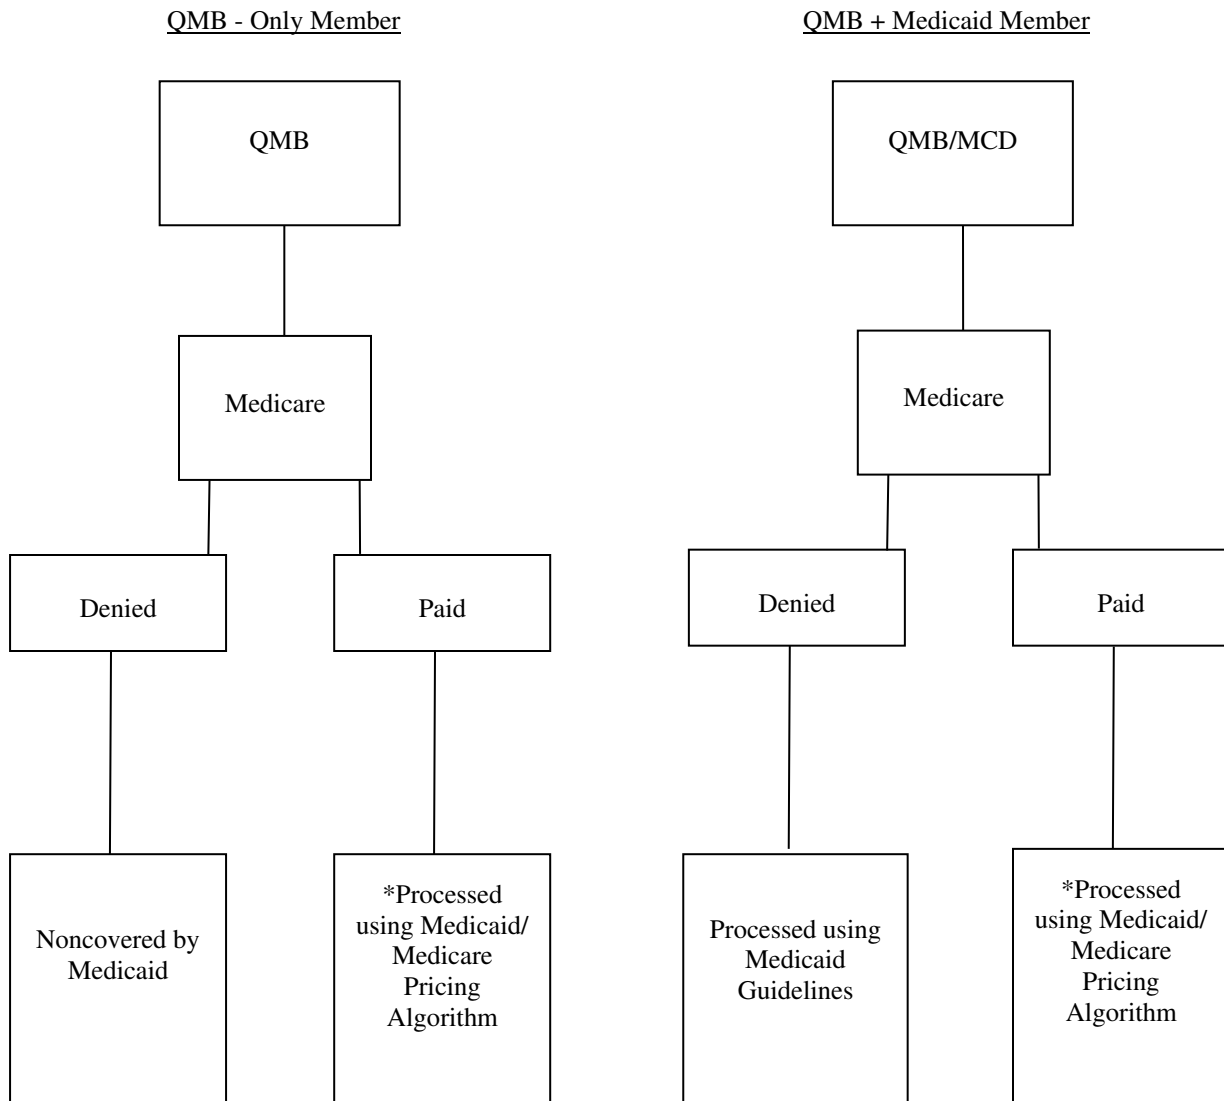 QMB - Only Member
QMB + Medicaid Member
QMB
QMB/MCD
Medicare
Medicare
Denied
Paid
Denied
Paid
Noncovered by
Medicaid
*Processed
using Medicaid/
Medicare
Pricing
Algorithm
Processed using
Medicaid
Guidelines
*Processed
using Medicaid/
Medicare
Pricing
Algorithm